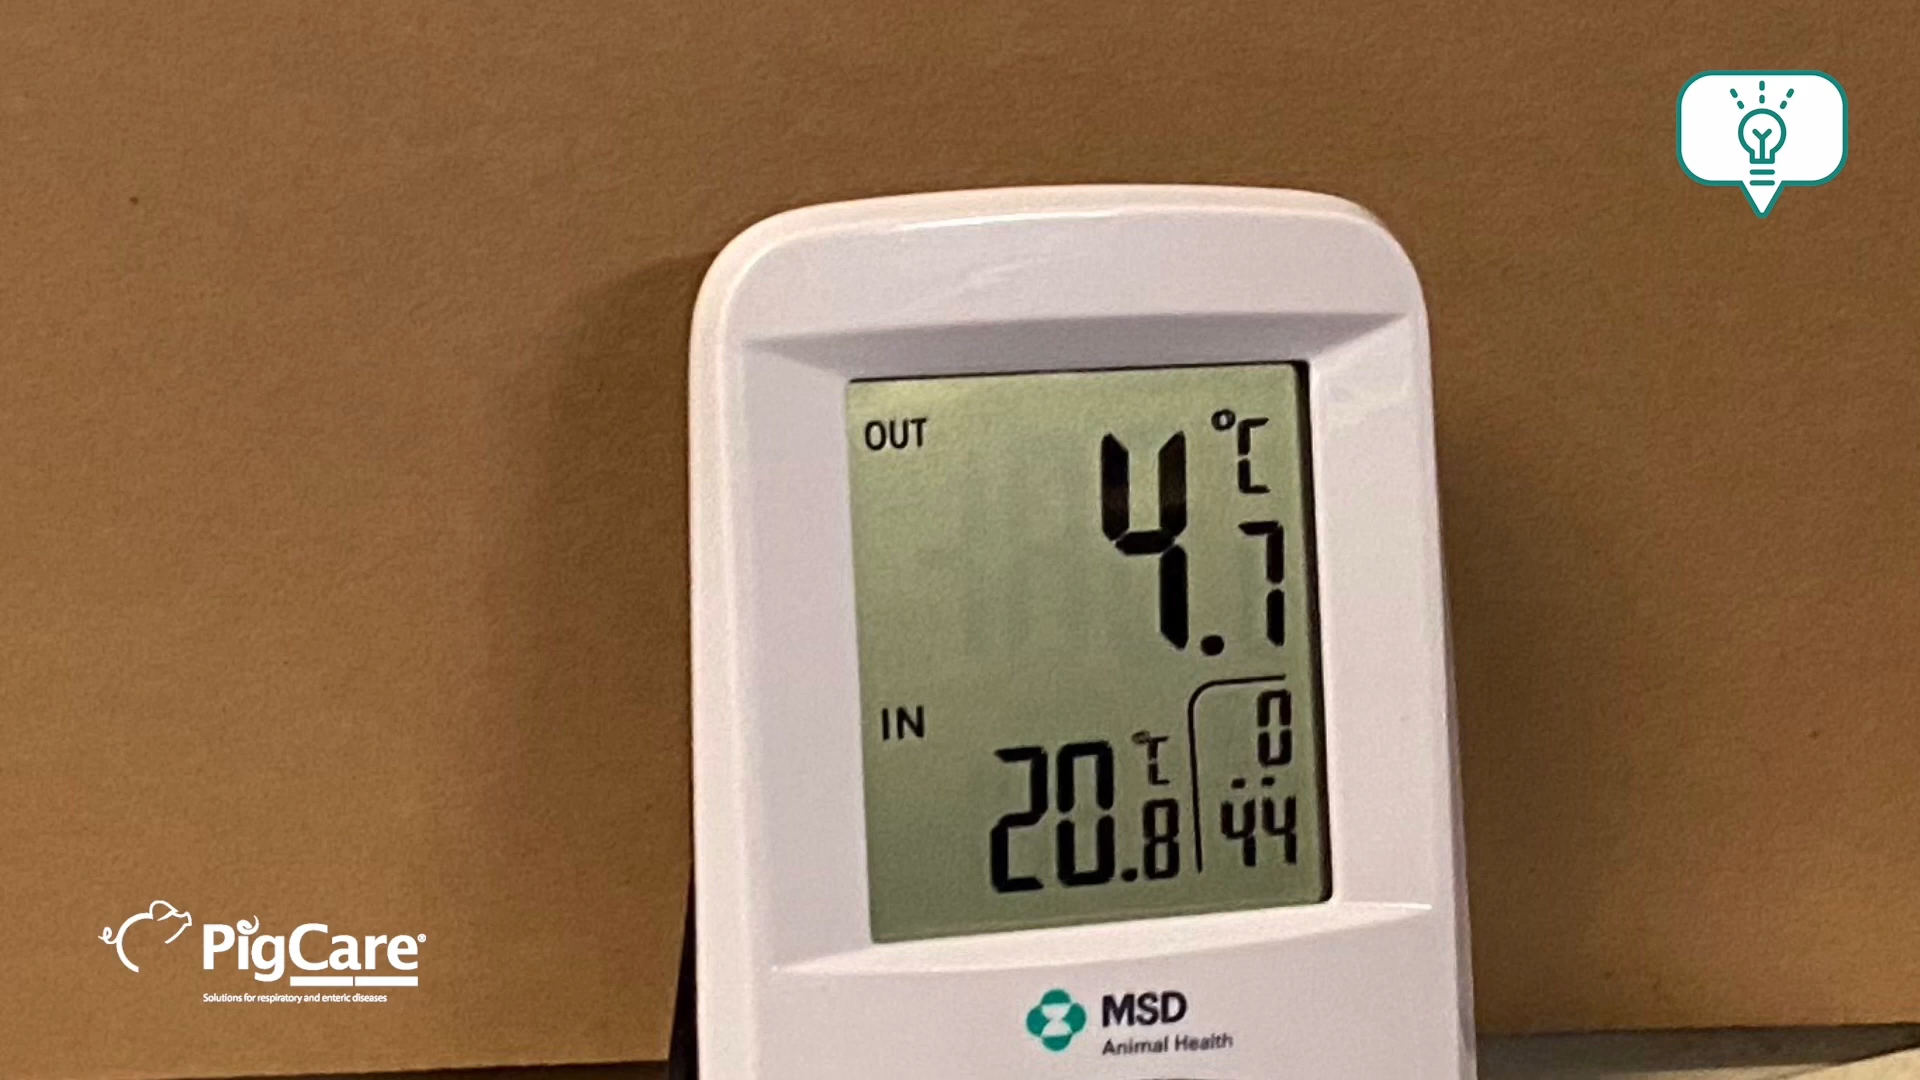 OUT
°C
4.7
IN
°C
20.8
0
:44
MSD
Animal Health
PigCare®
Solutions for respiratory and enteric diseases